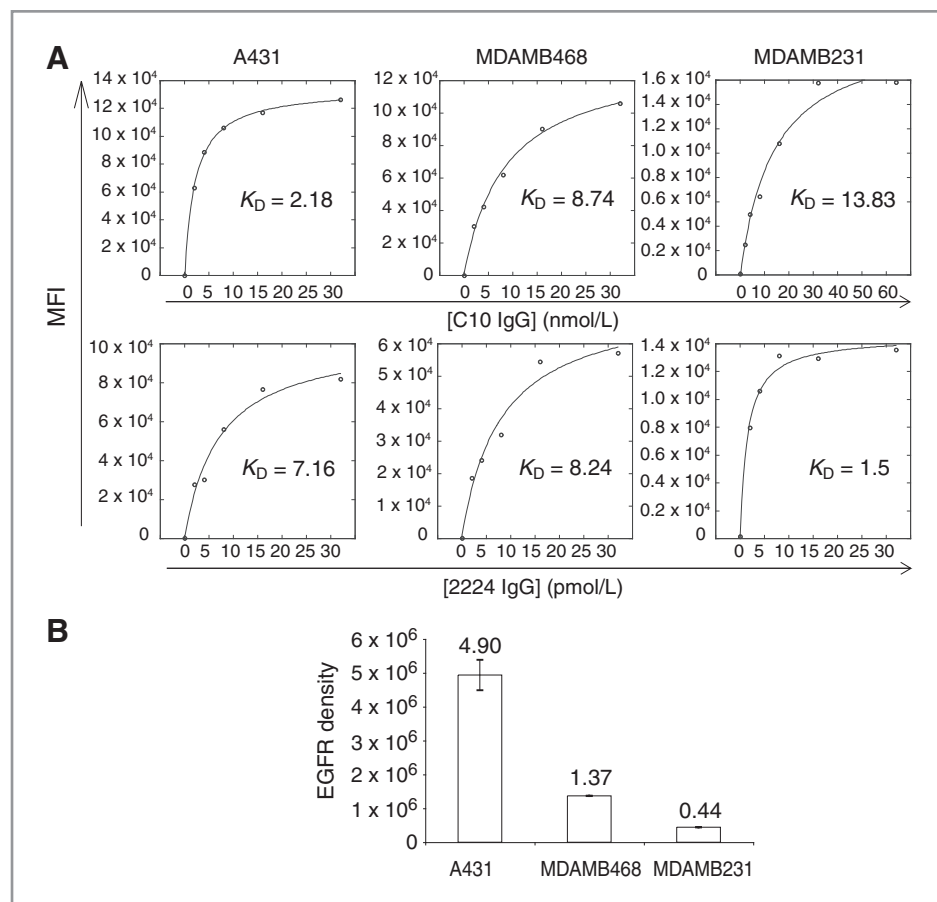 A
A431
MDAMB468
MDAMB231
MFI
14 x 10⁴
12 x 10⁴
10 x 10⁴
8 x 10⁴
6 x 10⁴
4 x 10⁴
2 x 10⁴
0
K_D = 2.18
0 5 10 15 20 25 30
12 x 10⁴
10 x 10⁴
8 x 10⁴
6 x 10⁴
4 x 10⁴
2 x 10⁴
0
K_D = 8.74
0 5 10 15 20 25 30
1.6 x 10⁴
1.4 x 10⁴
1.2 x 10⁴
1.0 x 10⁴
0.8 x 10⁴
0.6 x 10⁴
0.4 x 10⁴
0.2 x 10⁴
0
K_D = 13.83
0 10 20 30 40 50 60
[C10 IgG] (nmol/L)
10 x 10⁴
8 x 10⁴
6 x 10⁴
4 x 10⁴
2 x 10⁴
0
K_D = 7.16
0 5 10 15 20 25 30
6 x 10⁴
5 x 10⁴
4 x 10⁴
3 x 10⁴
2 x 10⁴
1 x 10⁴
0
K_D = 8.24
0 5 10 15 20 25 30
1.4 x 10⁴
1.2 x 10⁴
1.0 x 10⁴
0.8 x 10⁴
0.6 x 10⁴
0.4 x 10⁴
0.2 x 10⁴
0
K_D = 1.5
0 5 10 15 20 25 30
[2224 IgG] (pmol/L)
B
EGFR density
6 x 10⁶
5 x 10⁶
4 x 10⁶
3 x 10⁶
2 x 10⁶
1 x 10⁶
0
4.90
1.37
0.44
A431 MDAMB468 MDAMB231